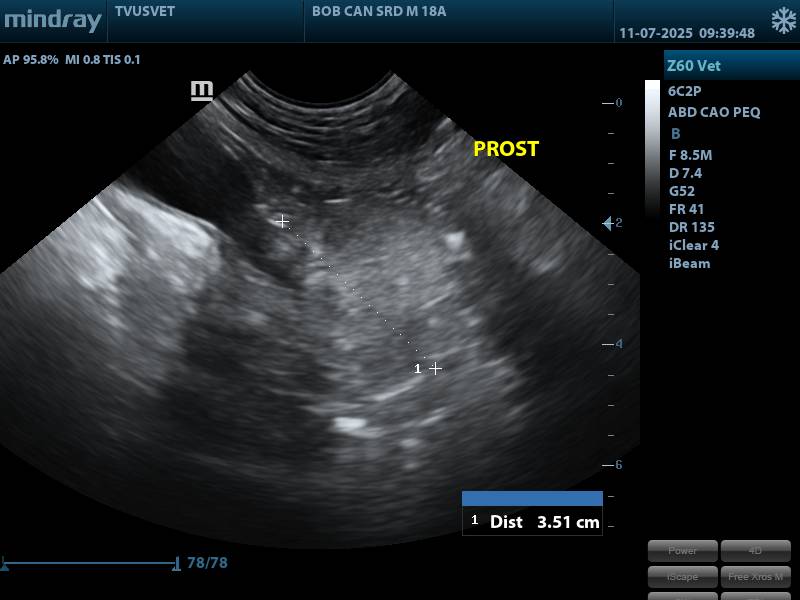 mindray
TVUSVET
BOB CAN SRD M 18A
11-07-2025 09:39:48
AP 95.8% MI 0.8 TIS 0.1
m
PROST
Z60 Vet
6C2P
ABD CAO PEQ
B
F 8.5M
D 7.4
G52
FR 41
DR 135
iClear 4
iBeam
0
2
4
6
1
1 Dist 3.51 cm
78/78
Power
4D
iScape
Free Xros M